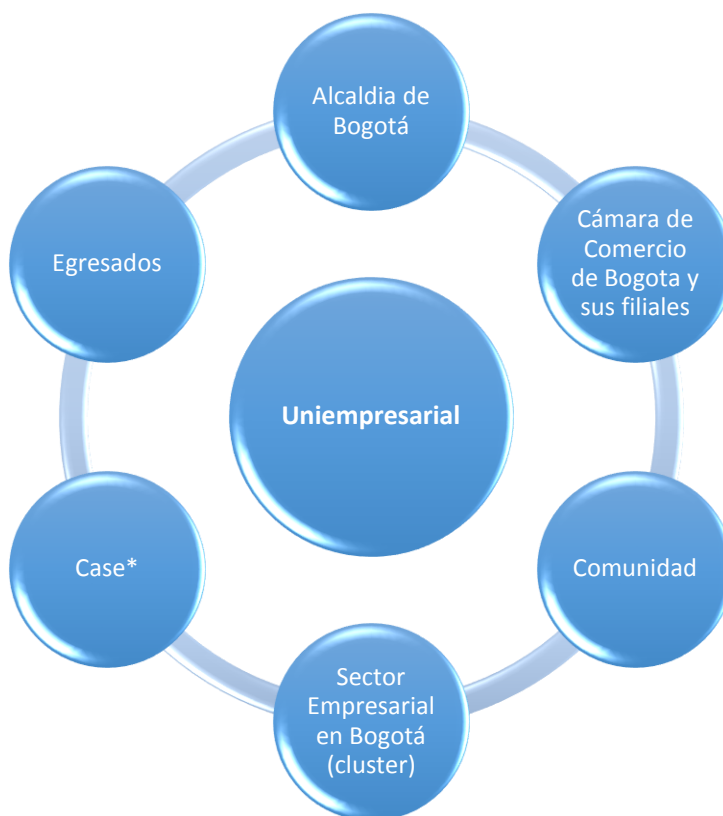 Alcaldia de
Bogotá
Egresados
Cámara de
Comercio
de Bogota y
sus filiales
Uniempresarial
Case*
Comunidad
Sector
Empresarial
en Bogotá
(cluster)